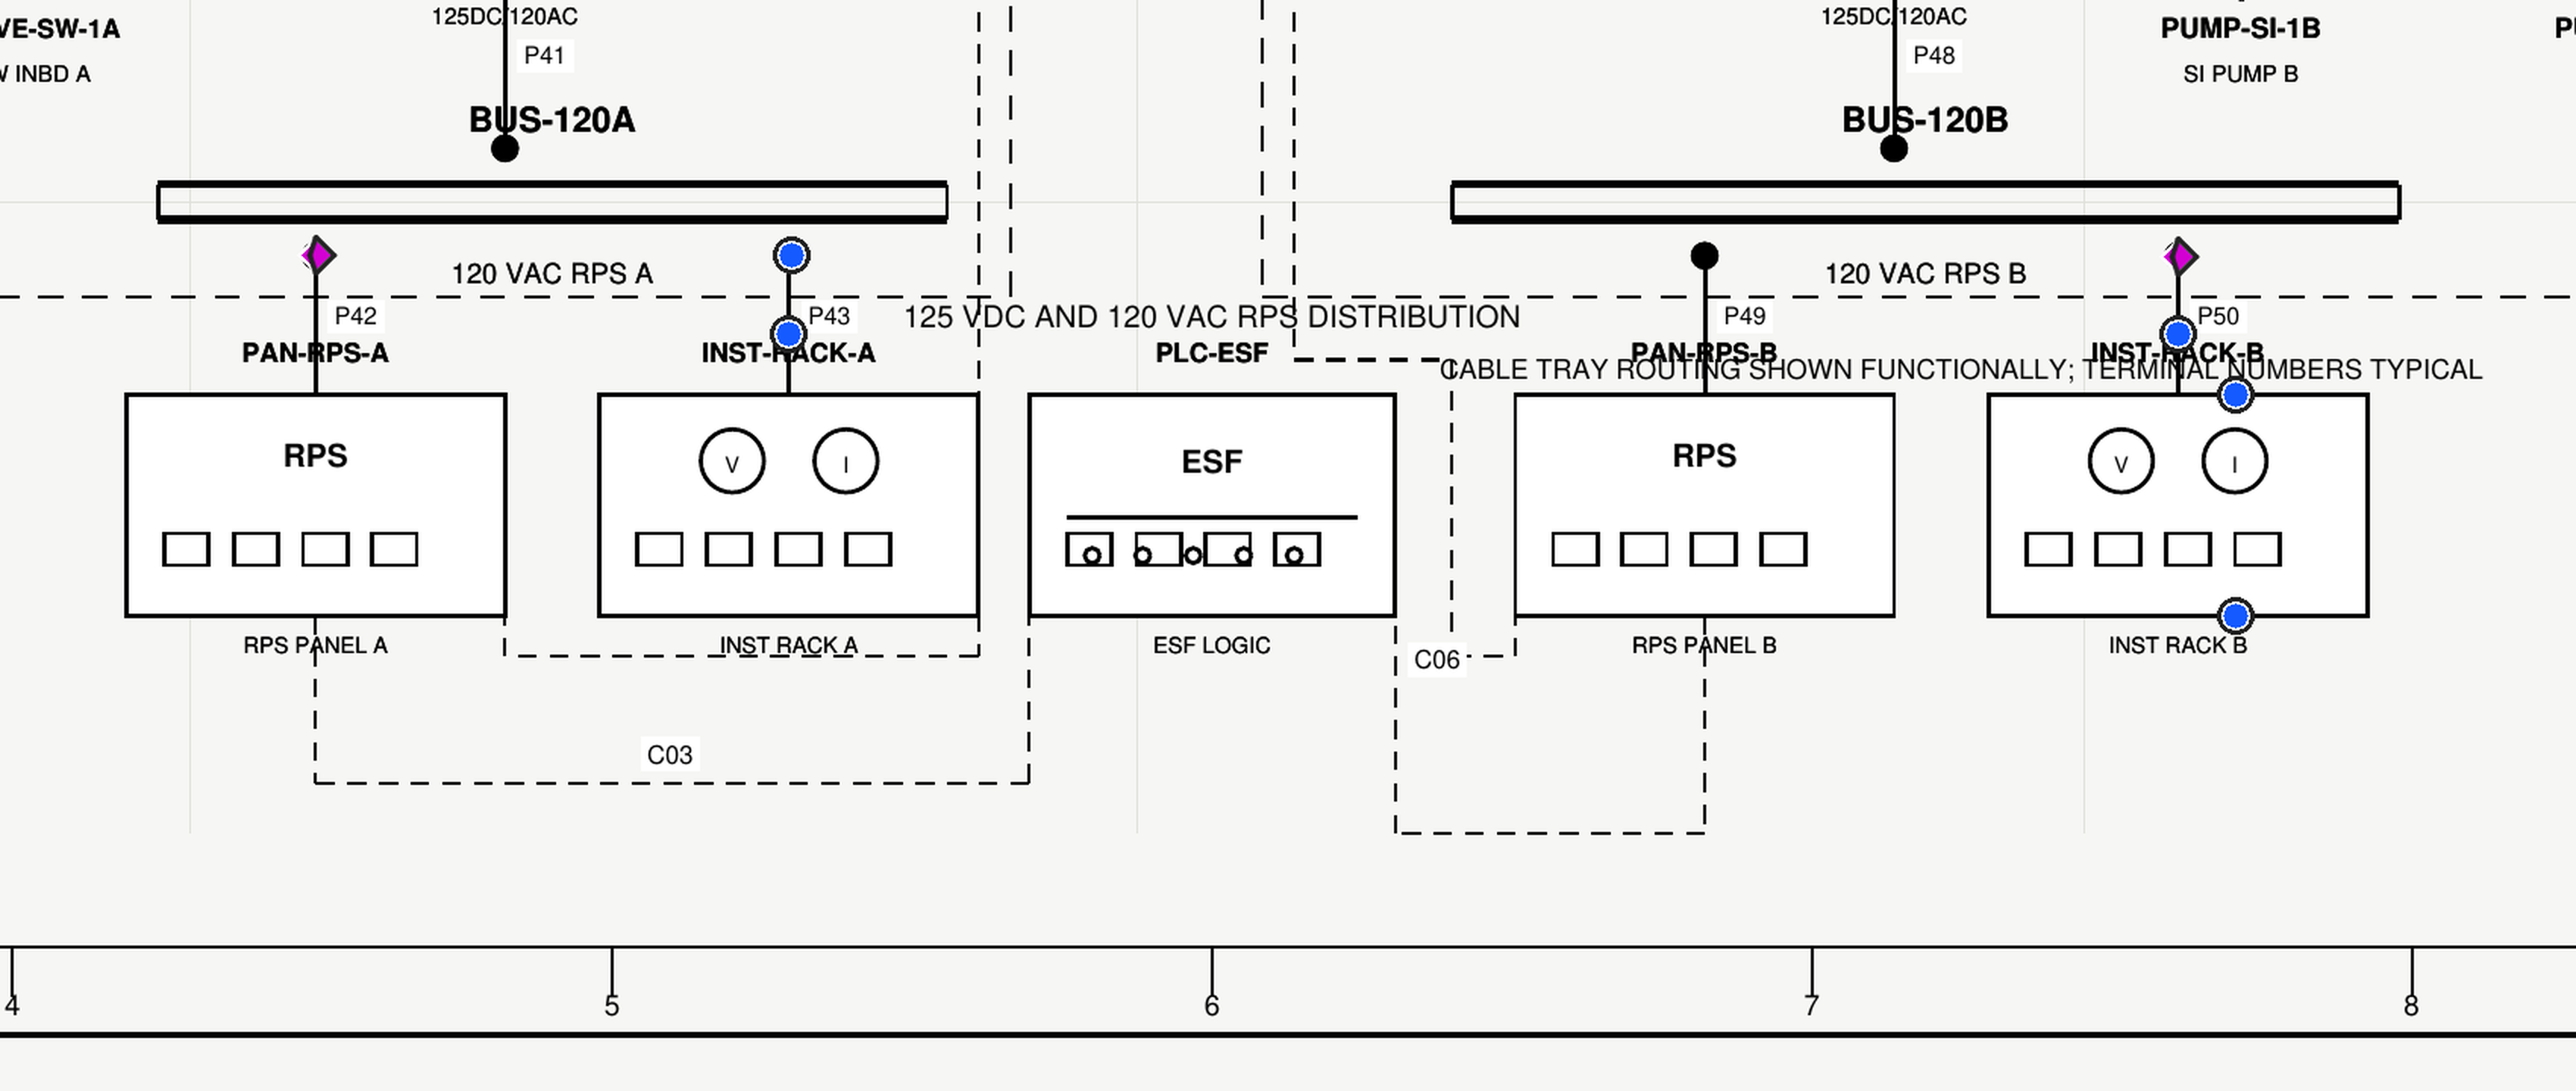 125DC/120AC
125DC/120AC
VE-SW-1A
PUMP-SI-1B
W INBD A
P41
P48
SI PUMP B
BUS-120A
BUS-120B
120 VAC RPS A
120 VAC RPS B
P42
P43
125 VDC AND 120 VAC RPS DISTRIBUTION
P49
P50
PAN-RPS-A
INST-RACK-A
PLC-ESF
PAN-RPS-B
INST-RACK-B
CABLE TRAY ROUTING SHOWN FUNCTIONALLY; TERMINAL NUMBERS TYPICAL
RPS
V
I
ESF
RPS
V
I
RPS PANEL A
INST RACK A
ESF LOGIC
C06
RPS PANEL B
INST RACK B
C03
4
5
6
7
8